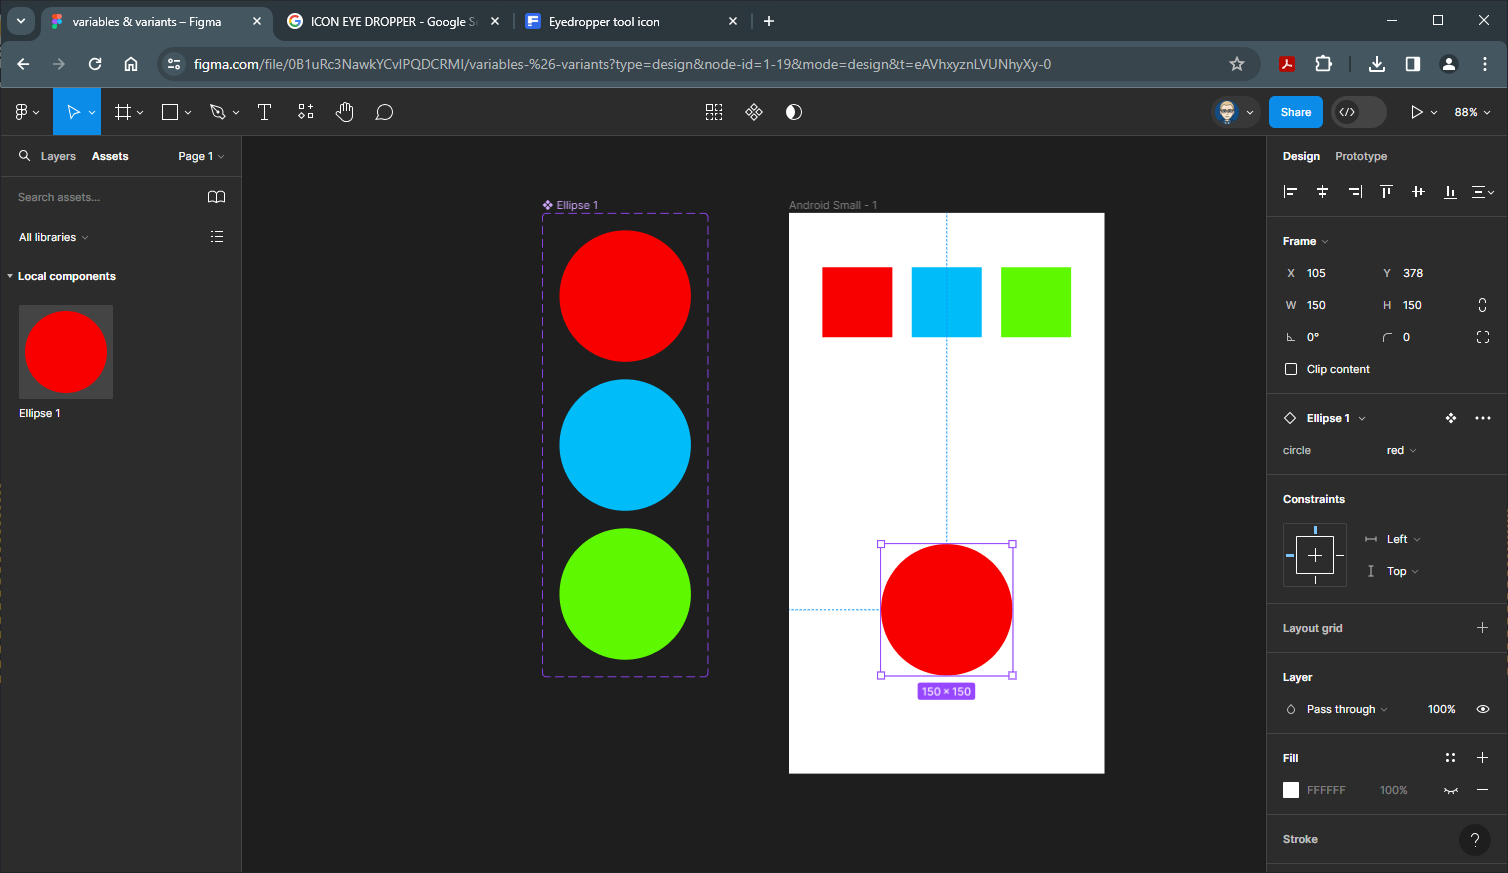 variables & variants – Figma
ICON EYE DROPPER - Google Se
Eyedropper tool icon
figma.com/file/0B1uRc3NawkYCvlPQDCRMI/variables-%26-variants?type=design&node-id=1-19&mode=design&t=eAVhxyznLVUNhyXy-0
Share
88%
Layers
Assets
Page 1
Search assets...
All libraries
Local components
Ellipse 1
Ellipse 1
Android Small - 1
150 × 150
Design
Prototype
Frame
X 105 Y 378
W 150 H 150
0° 0
Clip content
Ellipse 1
circle red
Constraints
Left
Top
Layout grid
Layer
Pass through 100%
Fill
FFFFFF 100%
Stroke
?